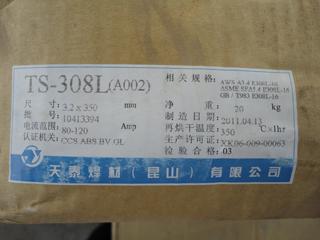 TS-308L(A002)
相关规格: AWS A5.4 E308L-16
ASME SFA5.4 E308L-16
GB / T983 E308L-16
尺寸: 3.2 x 350 mm
净重: 20 kg
批号: 10413394
制造日期: 2011.04.13
电流范围: 80-120 Amp
再烘干温度: 350 ℃×1hr
认证机关: CCS ABS BV GL
生产许可证: XK06-009-00063
检验合格: 03
天泰焊材(昆山)有限公司